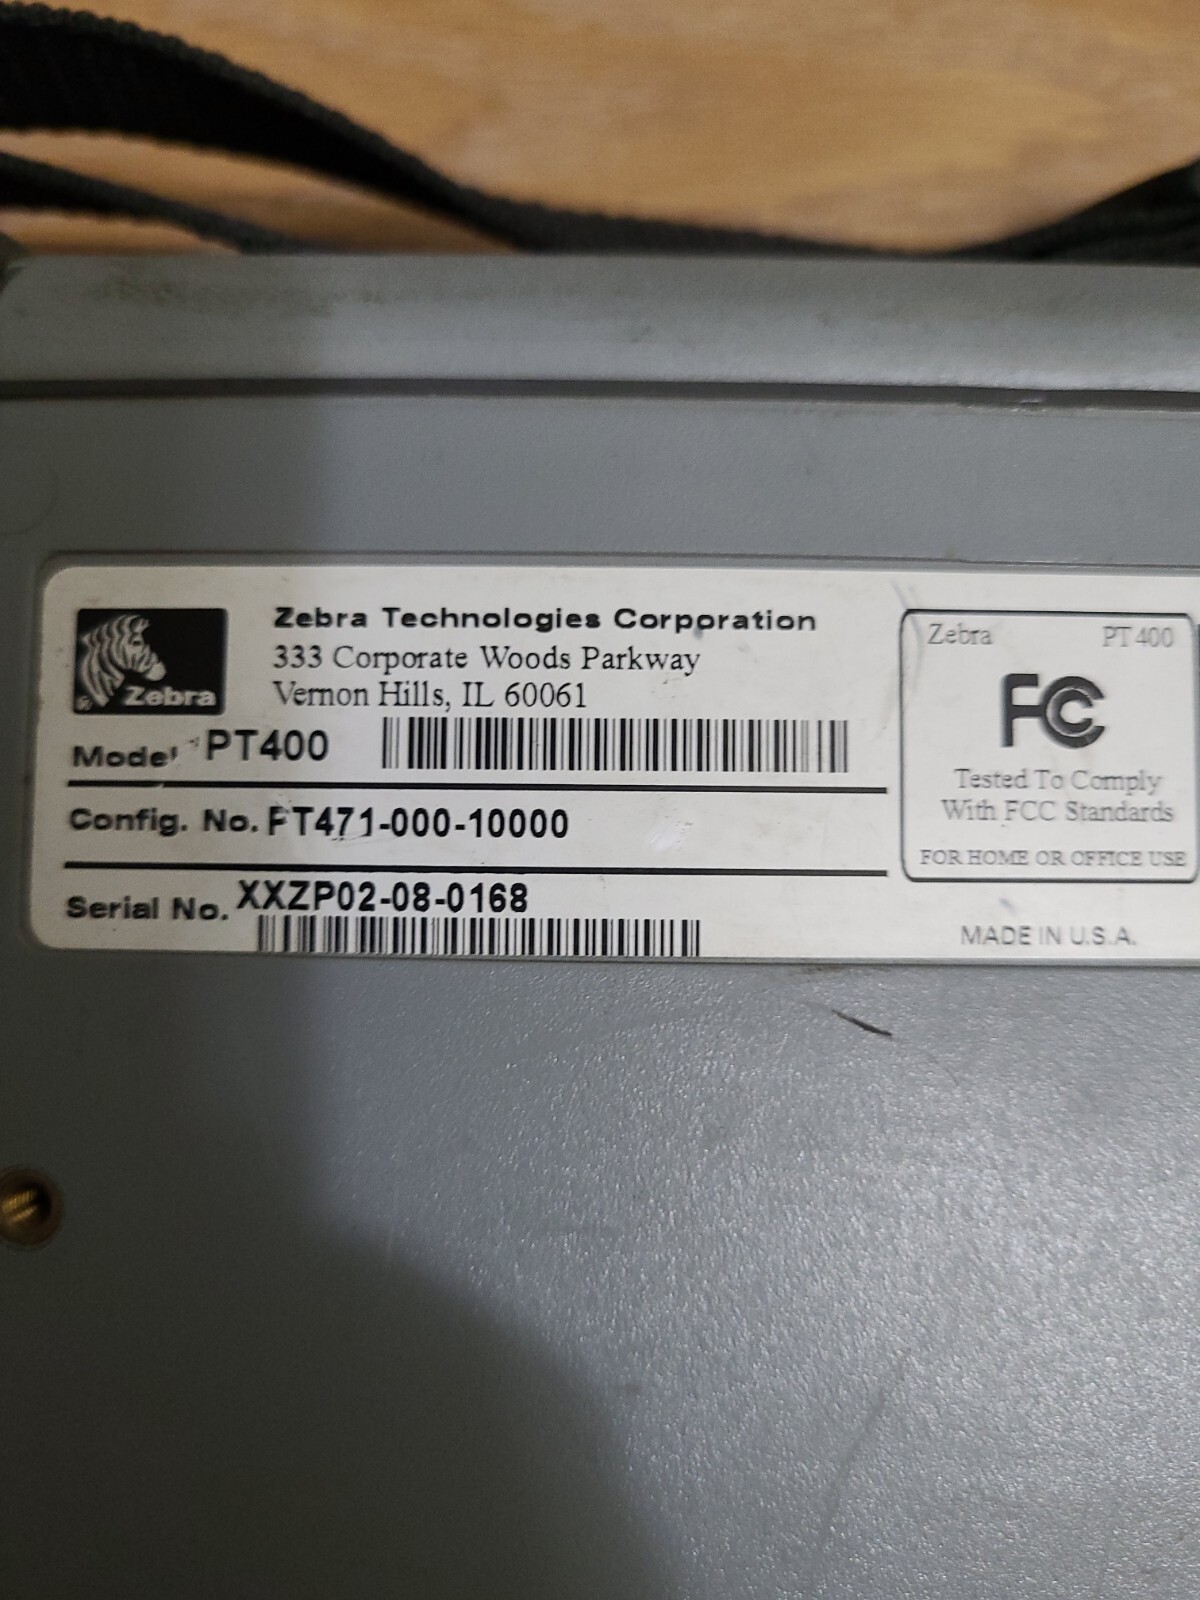 Zebra Technologies Corporation
333 Corporate Woods Parkway
Vernon Hills, IL 60061
® Zebra
Model PT400
Config. No. PT471-000-10000
Serial No. XXZP02-08-0168
Zebra PT400
FC
Tested To Comply
With FCC Standards
FOR HOME OR OFFICE USE
MADE IN U.S.A.